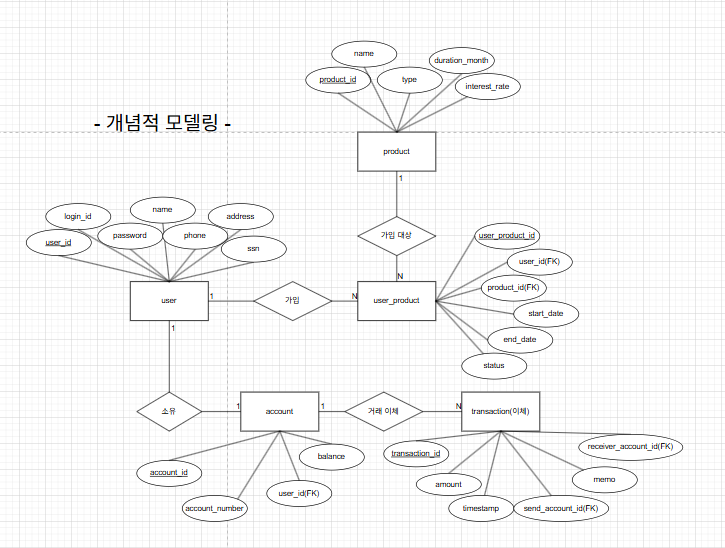 name
duration_month
product_id
type
interest_rate
- 개념적 모델링 -
product
1
가입 대상
N
login_id
name
address
user_id
password
phone
ssn
user_product_id
user_id(FK)
product_id(FK)
start_date
end_date
status
user
1
가입
N
user_product
1
소유
1
account
1
거래 이체
N
transaction(이체)
account_id
account_number
user_id(FK)
balance
transaction_id
amount
timestamp
send_account_id(FK)
memo
receiver_account_id(FK)